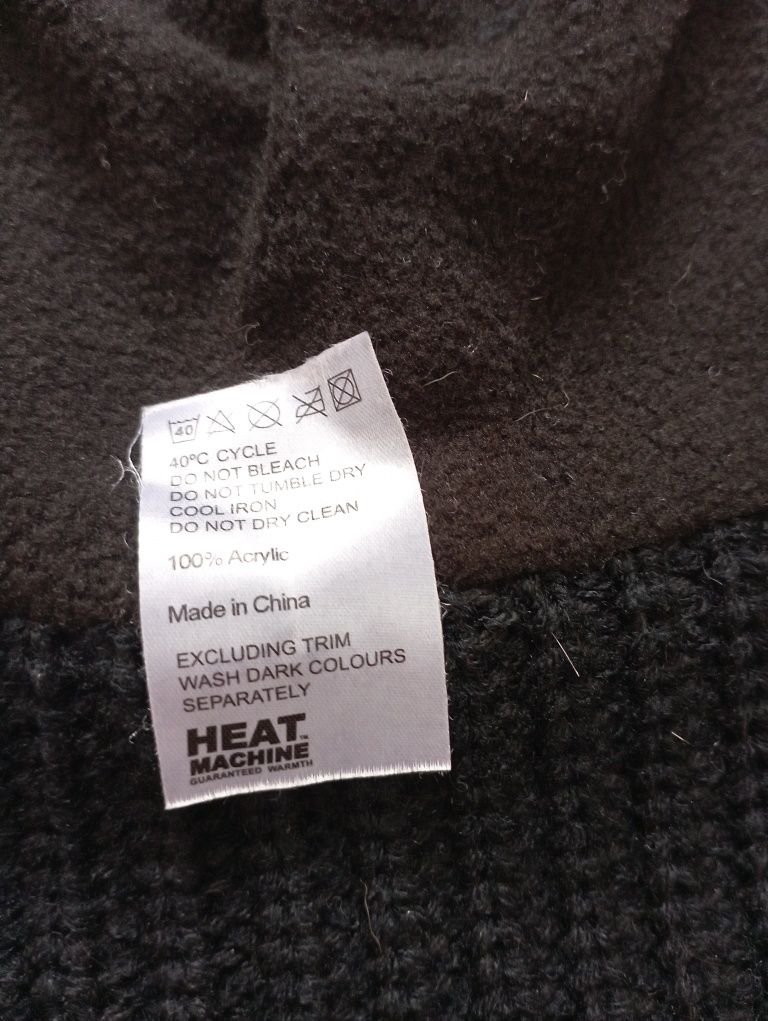 40
40°C CYCLE
DO NOT BLEACH
DO NOT TUMBLE DRY
COOL IRON
DO NOT DRY CLEAN
100% Acrylic
Made in China
EXCLUDING TRIM
WASH DARK COLOURS
SEPARATELY
HEAT™
MACHINE
GUARANTEED WARMTH